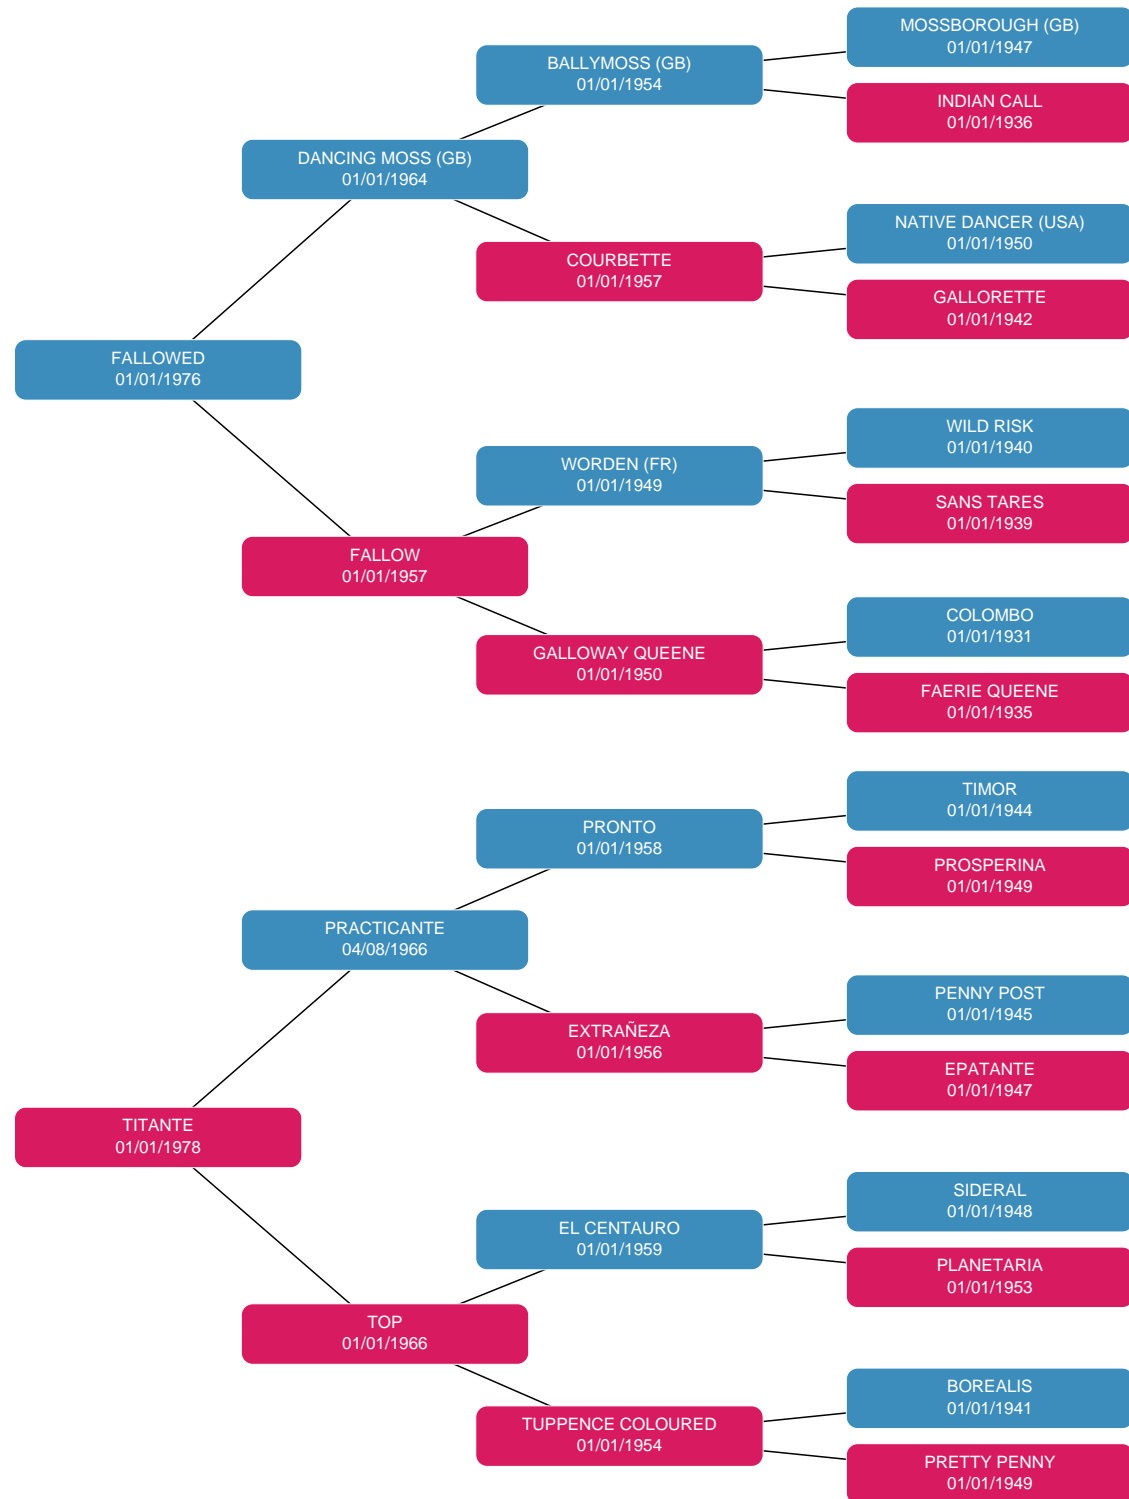 MOSSBOROUGH (GB)
01/01/1947
BALLYMOSS (GB)
01/01/1954
INDIAN CALL
01/01/1936
DANCING MOSS (GB)
01/01/1964
NATIVE DANCER (USA)
01/01/1950
COURBETTE
01/01/1957
GALLORETTE
01/01/1942
FALLOWED
01/01/1976
WILD RISK
01/01/1940
WORDEN (FR)
01/01/1949
SANS TARES
01/01/1939
FALLOW
01/01/1957
COLOMBO
01/01/1931
GALLOWAY QUEENE
01/01/1950
FAERIE QUEENE
01/01/1935
TIMOR
01/01/1944
PRONTO
01/01/1958
PROSPERINA
01/01/1949
PRACTICANTE
04/08/1966
PENNY POST
01/01/1945
EXTRAÑEZA
01/01/1956
EPATANTE
01/01/1947
TITANTE
01/01/1978
SIDERAL
01/01/1948
EL CENTAURO
01/01/1959
PLANETARIA
01/01/1953
TOP
01/01/1966
BOREALIS
01/01/1941
TUPPENCE COLOURED
01/01/1954
PRETTY PENNY
01/01/1949